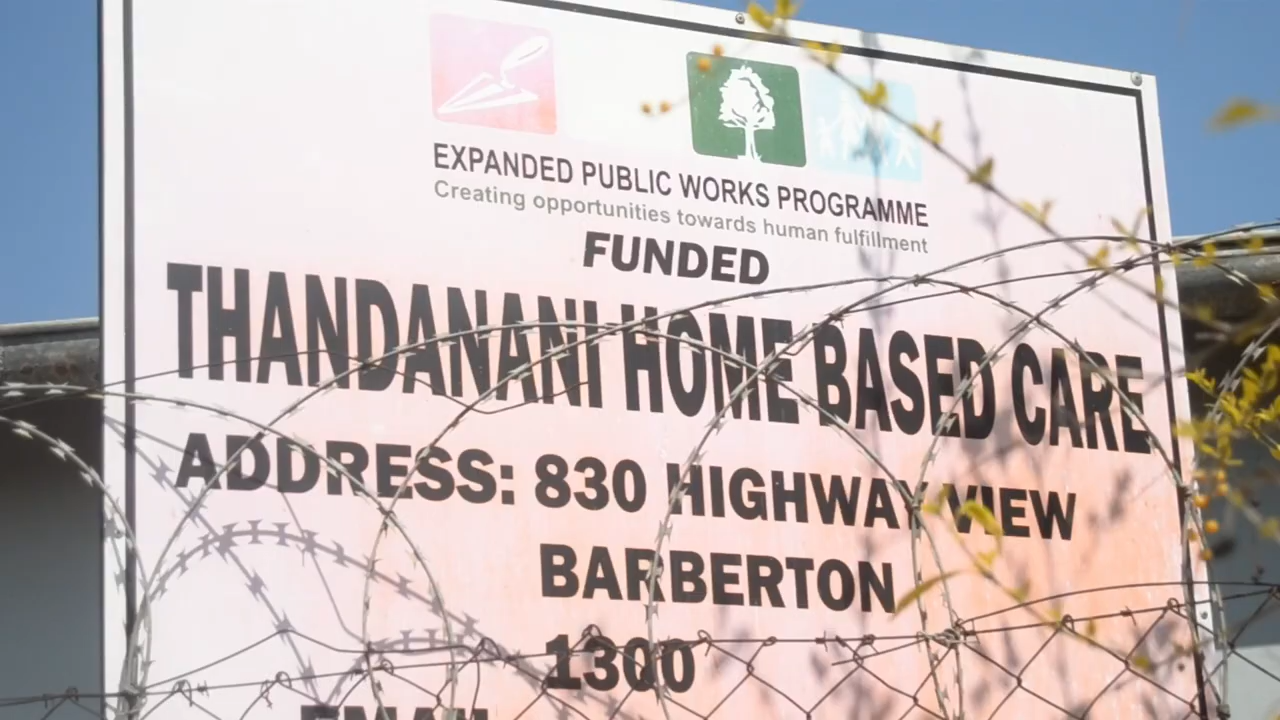 EXPANDED PUBLIC WORKS PROGRAMME
Creating opportunities towards human fulfillment
FUNDED
THANDANANI HOME BASED CARE
ADDRESS: 830 HIGHWAY VIEW
BARBERTON
1300
EMAIL